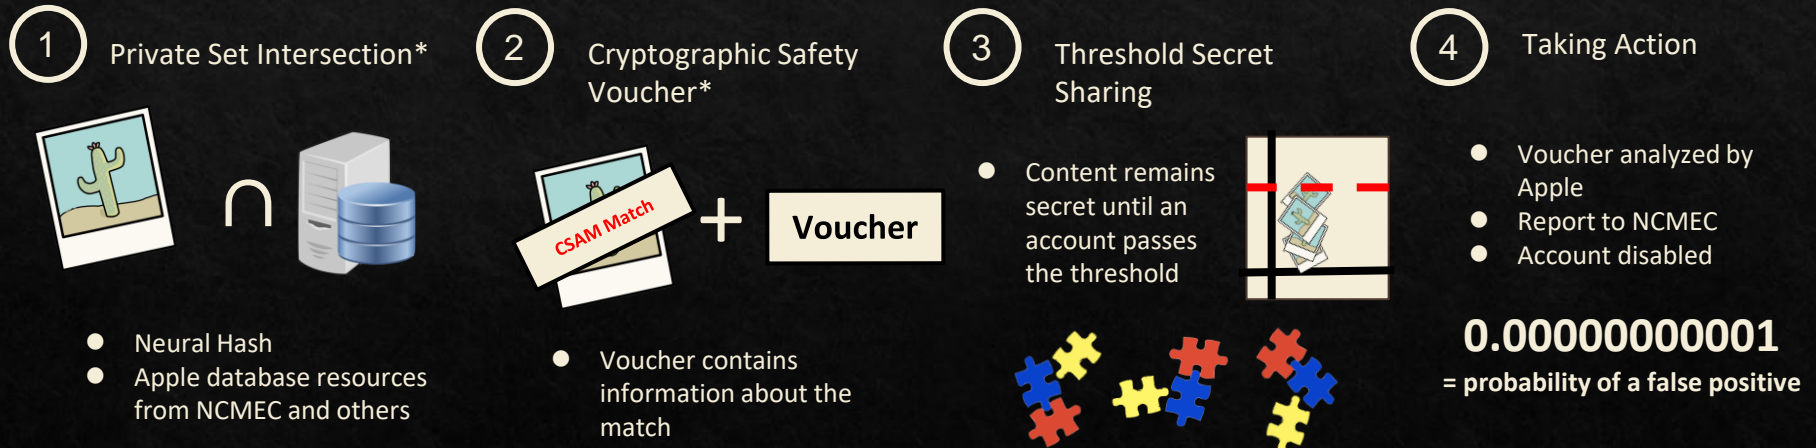 1
Private Set Intersection*
∩
● Neural Hash
● Apple database resources
from NCMEC and others
2
Cryptographic Safety
Voucher*
CSAM Match
+
Voucher
● Voucher contains
information about the
match
3
Threshold Secret
Sharing
● Content remains
secret until an
account passes
the threshold
4
Taking Action
● Voucher analyzed by
Apple
● Report to NCMEC
● Account disabled
0.00000000001
= probability of a false positive